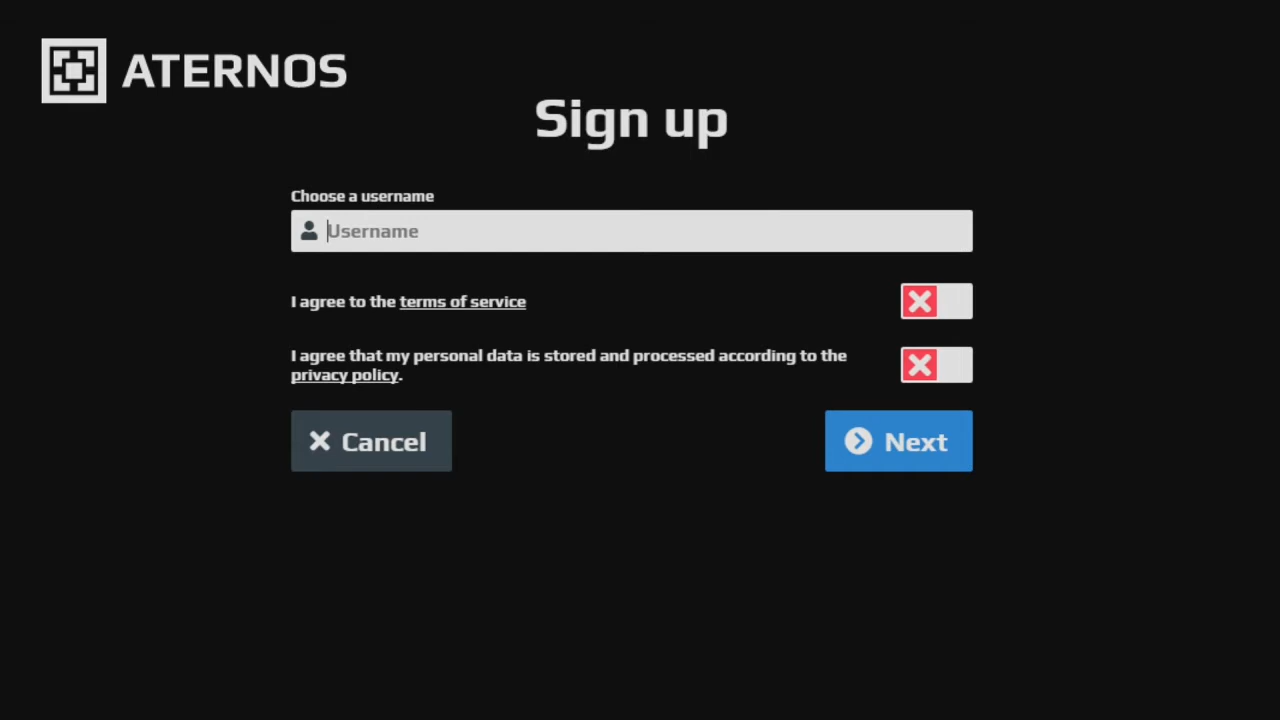 ATERNOS
Sign up
Choose a username
Username
I agree to the terms of service
I agree that my personal data is stored and processed according to the
privacy policy.
Cancel
Next